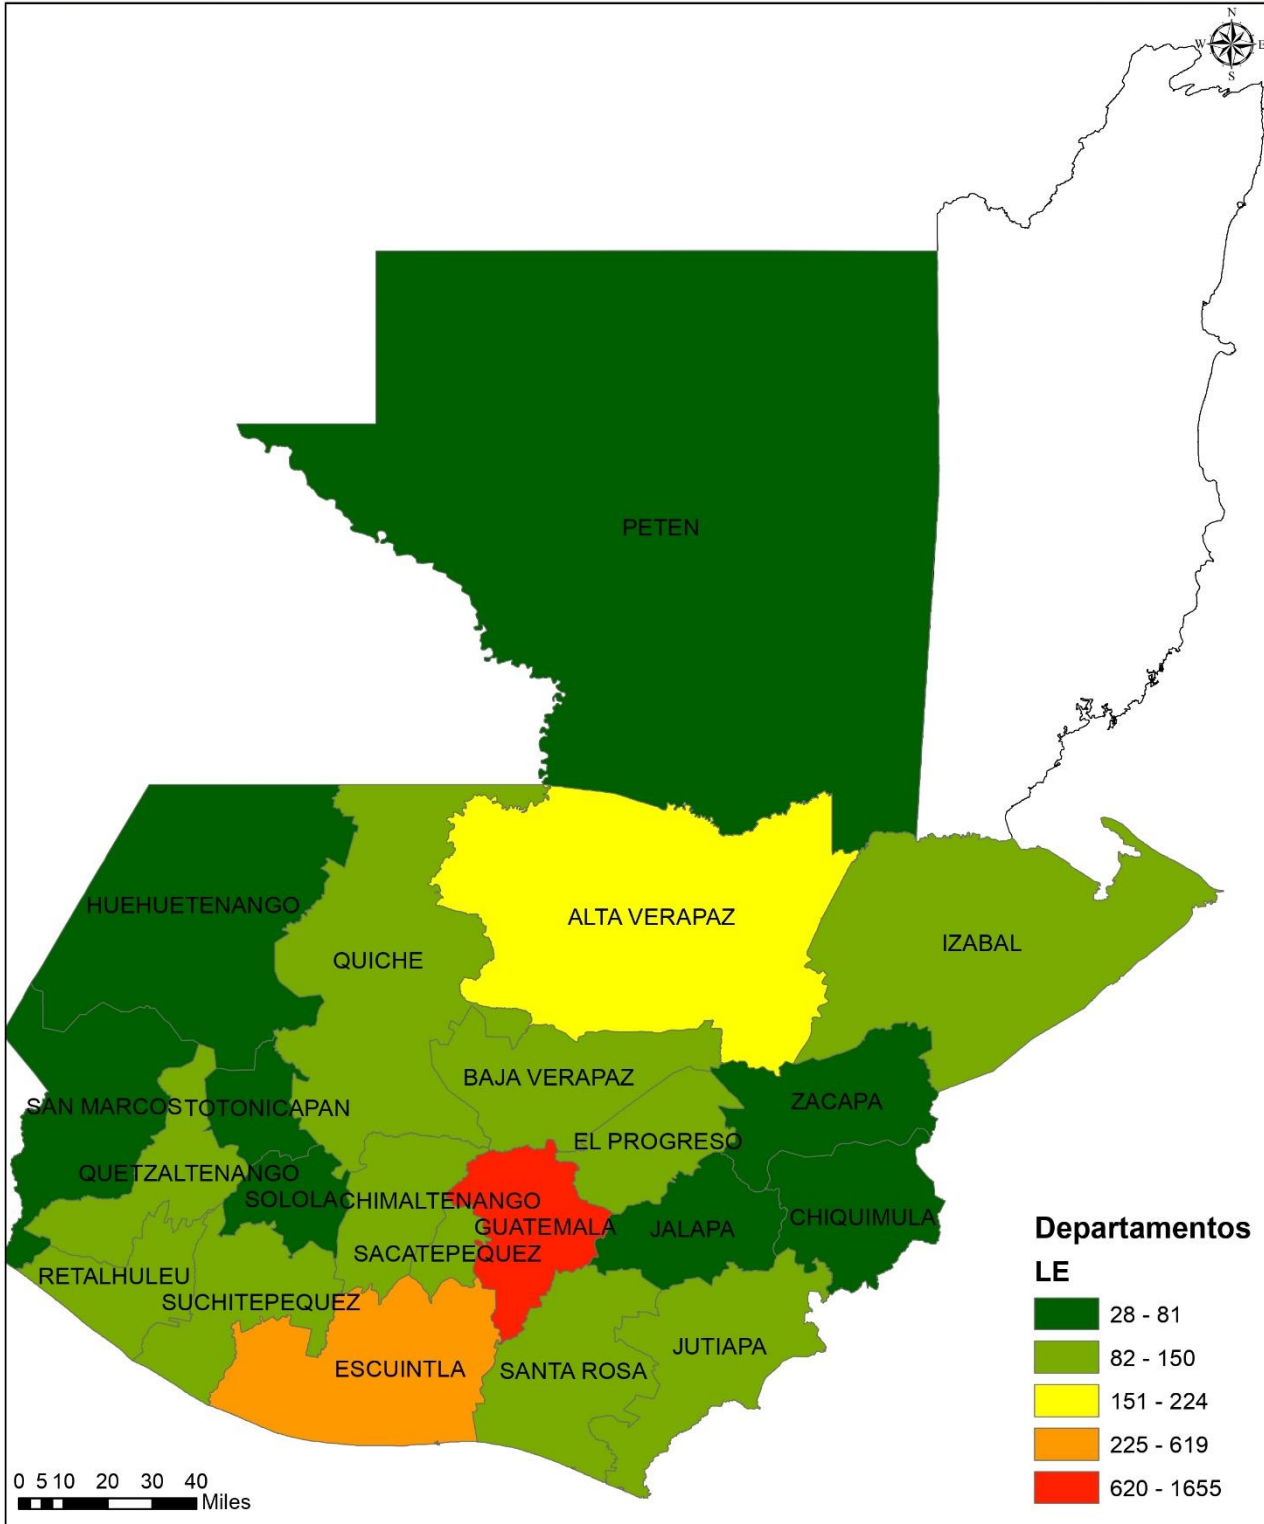 N
W E
S
PETEN
HUEHUETENANGO
ALTA VERAPAZ
QUICHE
IZABAL
BAJA VERAPAZ
ZACAPA
SAN MARCOS
TOTONICAPAN
EL PROGRESO
QUETZALTENANGO
SOLOLA
CHIMALTENANGO
GUATEMALA
JALAPA
CHIQUIMULA
SACATEPEQUEZ
RETALHULEU
SUCHITEPEQUEZ
JUTIAPA
ESCUINTLA
SANTA ROSA
Departamentos
LE
28 - 81
82 - 150
151 - 224
225 - 619
620 - 1655
0 5 10 20 30 40
Miles